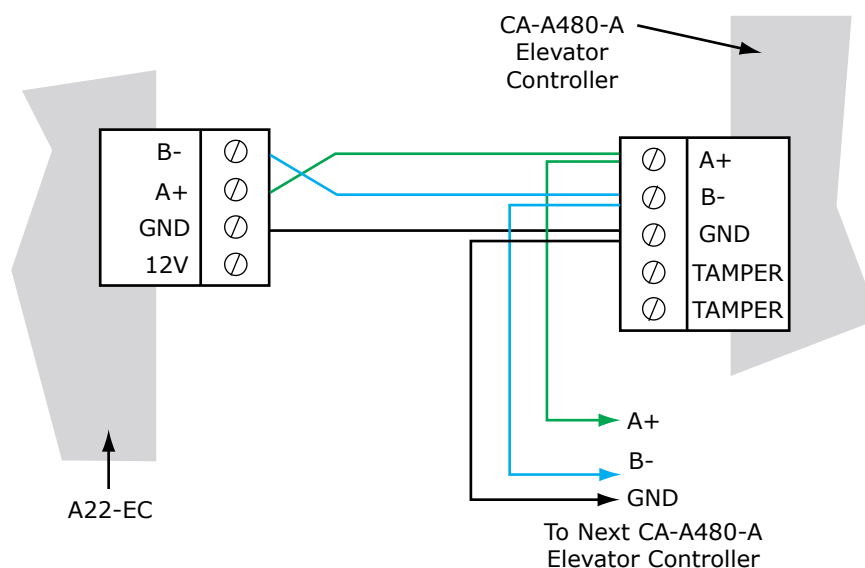 CA-A480-A
Elevator
Controller
B-
A+
GND
12V
A+
B-
GND
TAMPER
TAMPER
A+
B-
GND
A22-EC
To Next CA-A480-A
Elevator Controller